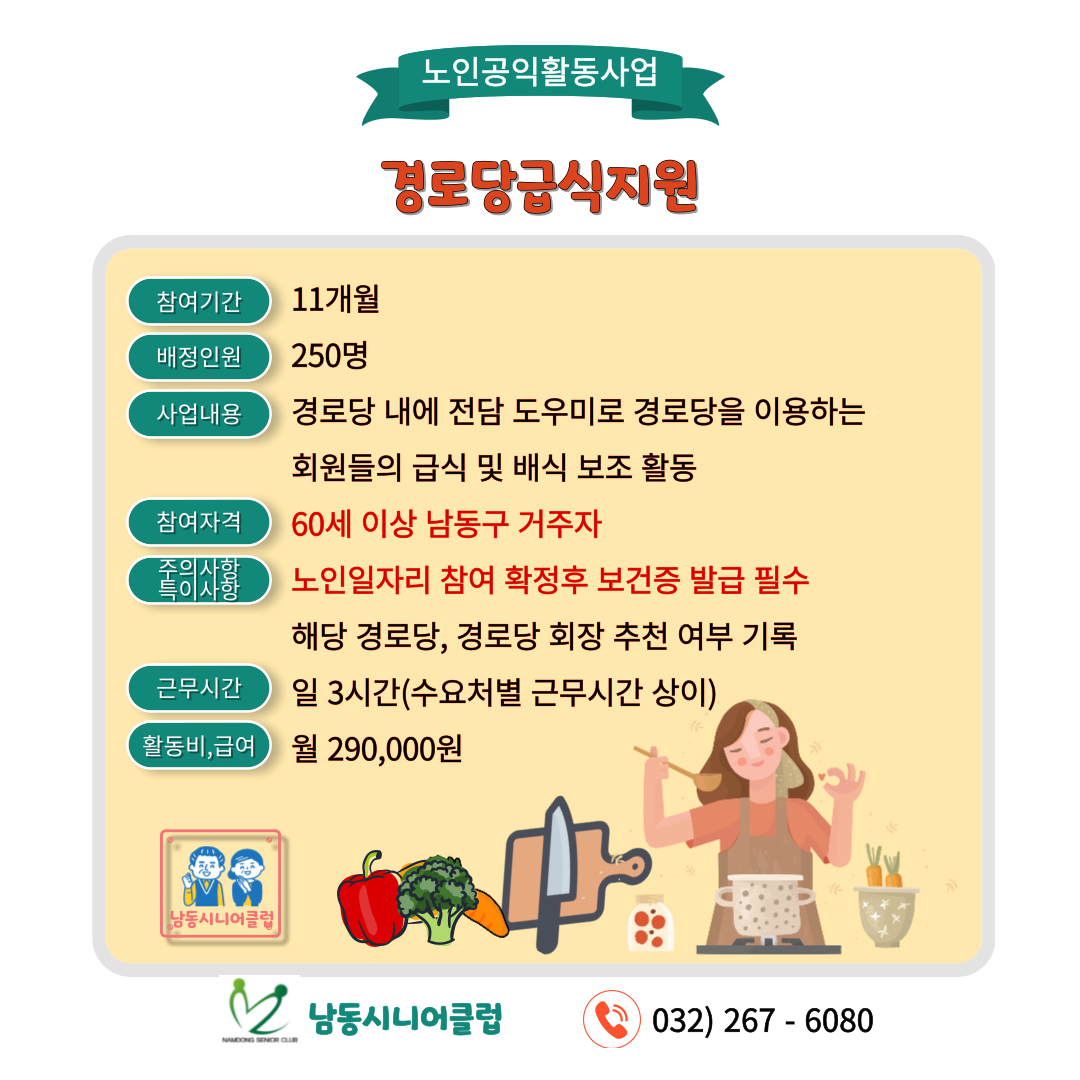 노인공익활동사업
경로당급식지원
참여기간 11개월
배정인원 250명
사업내용 경로당 내에 전담 도우미로 경로당을 이용하는
회원들의 급식 및 배식 보조 활동
참여자격 60세 이상 남동구 거주자
주의사항
특이사항 노인일자리 참여 확정후 보건증 발급 필수
해당 경로당, 경로당 회장 추천 여부 기록
근무시간 일 3시간(수요처별 근무시간 상이)
활동비,급여 월 290,000원
남동시니어클럽
NAMDONG SENIOR CLUB
남동시니어클럽
032) 267 - 6080